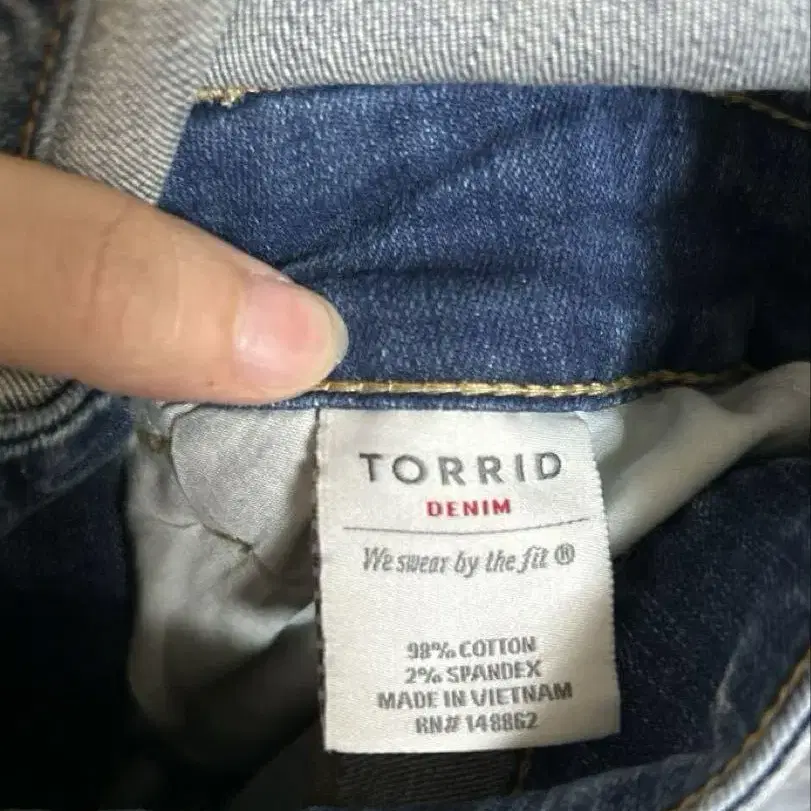 TORRID
DENIM
We swear by the fit ®
98% COTTON
2% SPANDEX
MADE IN VIETNAM
RN# 148862